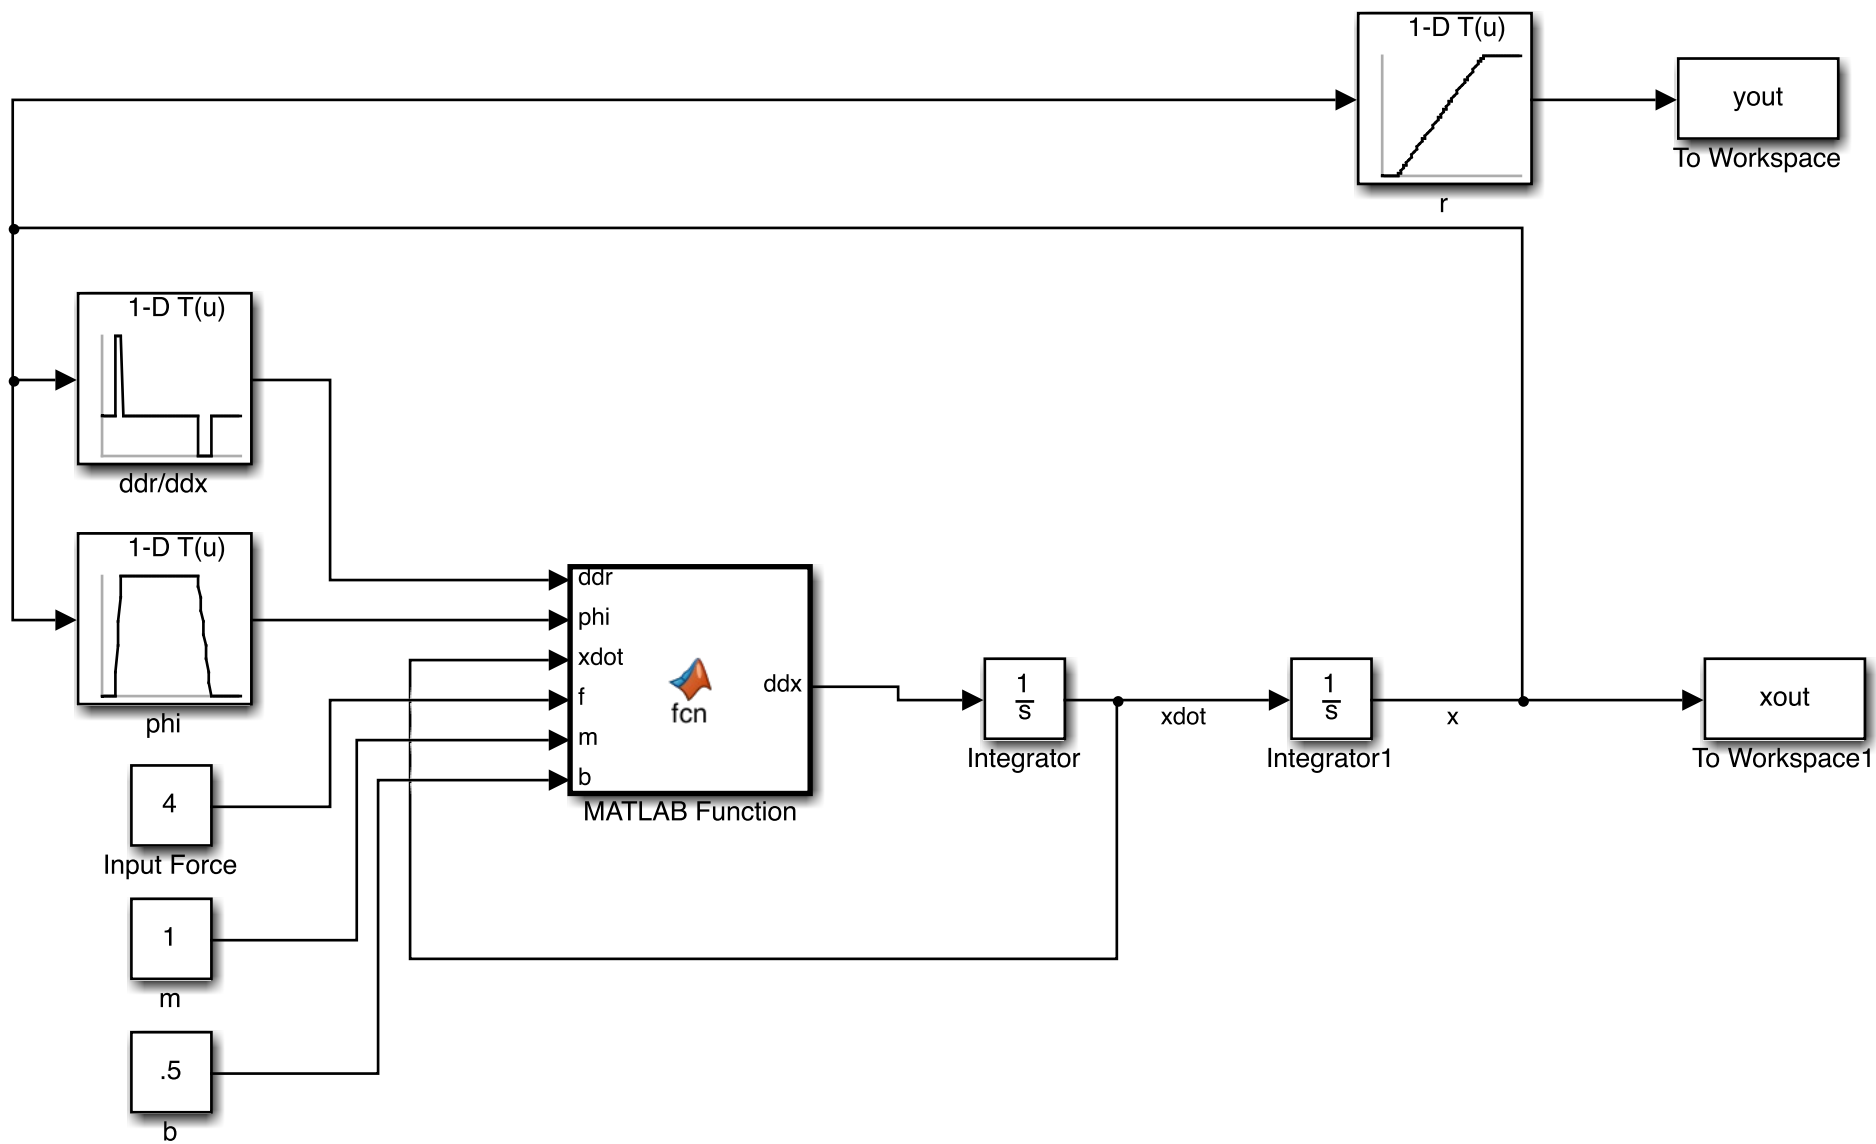 1-D T(u)
yout
To Workspace
r
1-D T(u)
ddr/ddx
1-D T(u)
phi
ddr
phi
xdot
f
m
b
fcn
ddx
MATLAB Function
1
s
Integrator
xdot
1
s
Integrator1
x
xout
To Workspace1
4
Input Force
1
m
.5
b